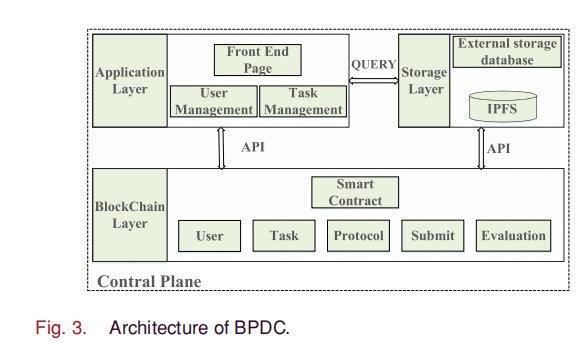 Application
Layer
Front End
Page
User
Management
Task
Management
QUERY
Storage
Layer
External storage
database
IPFS
API
API
BlockChain
Layer
Smart
Contract
User
Task
Protocol
Submit
Evaluation
Contral Plane
Fig. 3. Architecture of BPDC.